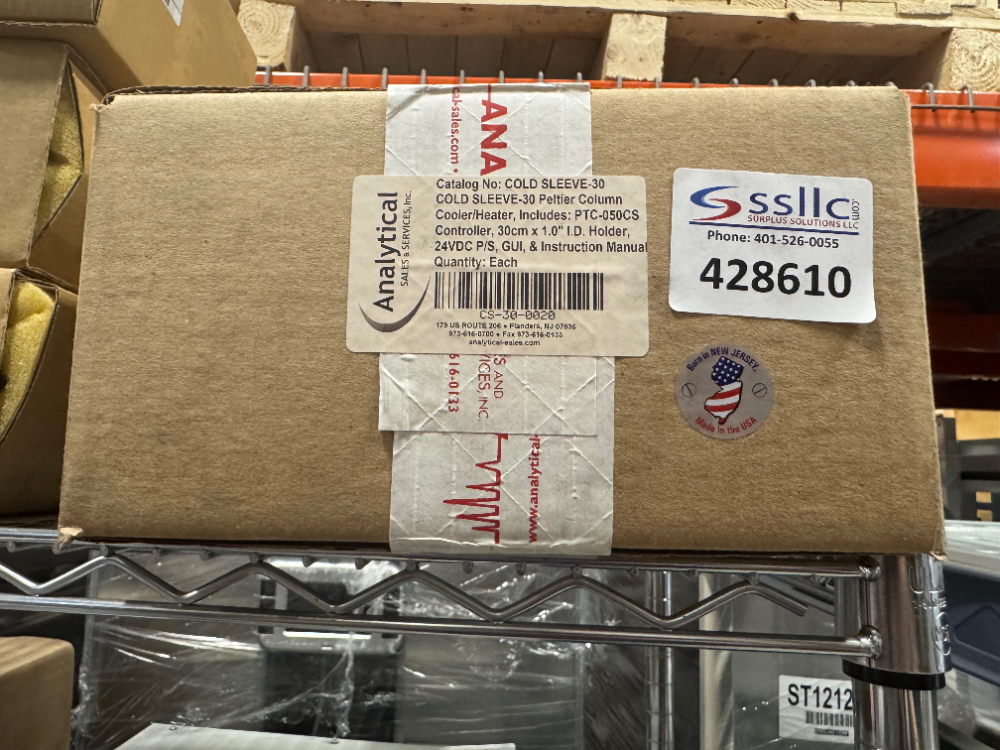 ANA
cal-sales.com •
Analytical
SALES & SERVICES, Inc.
Catalog No: COLD SLEEVE-30
COLD SLEEVE-30 Peltier Column
Cooler/Heater, Includes: PTC-050CS
Controller, 30cm x 1.0" I.D. Holder,
24VDC P/S, GUI, & Instruction Manual
Quantity: Each
CS-30-0020
179 US ROUTE 206 • Flanders, NJ 07836
973-616-0700 • Fax 973-616-0133
analytical-sales.com
ssllc
.COM
SURPLUS SOLUTIONS LLC
Phone: 401-526-0055
428610
Born in NEW JERSEY,
Made in the USA
S AND
ICES, INC.
616-0133
www.analytical-
ST1212